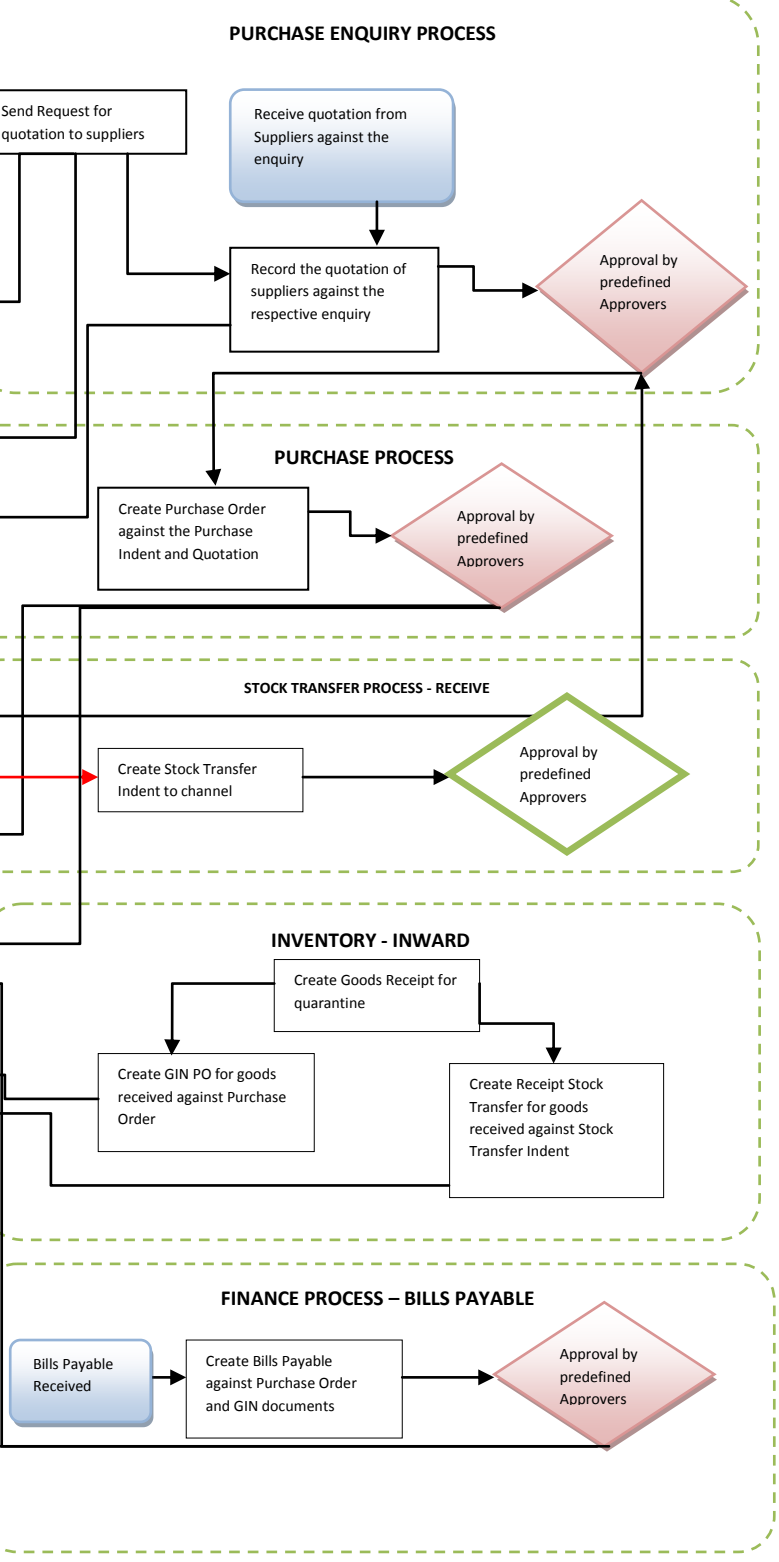 PURCHASE ENQUIRY PROCESS
Send Request for
quotation to suppliers
Receive quotation from
Suppliers against the
enquiry
Record the quotation of
suppliers against the
respective enquiry
Approval by
predefined
Approvers
PURCHASE PROCESS
Create Purchase Order
against the Purchase
Indent and Quotation
Approval by
predefined
Approvers
STOCK TRANSFER PROCESS - RECEIVE
Create Stock Transfer
Indent to channel
Approval by
predefined
Approvers
INVENTORY - INWARD
Create Goods Receipt for
quarantine
Create GIN PO for goods
received against Purchase
Order
Create Receipt Stock
Transfer for goods
received against Stock
Transfer Indent
FINANCE PROCESS – BILLS PAYABLE
Bills Payable
Received
Create Bills Payable
against Purchase Order
and GIN documents
Approval by
predefined
Approvers